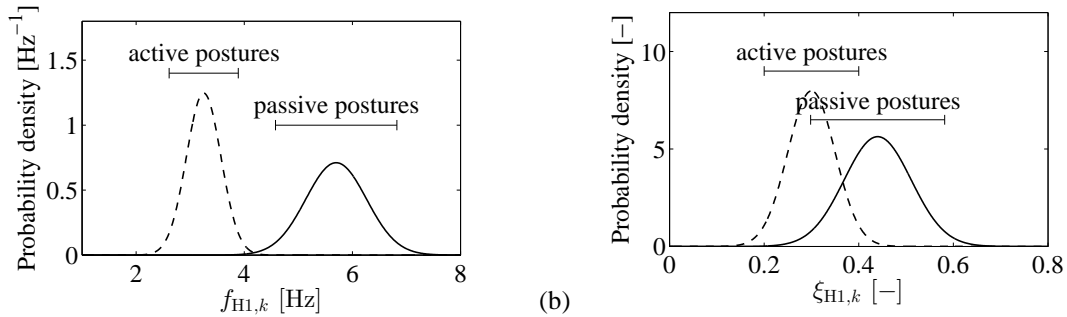 Probability density [Hz⁻¹]
1.5
1
0.5
0
active postures
passive postures
2 4 6 8
f_H1,k [Hz]
(b)
Probability density [−]
10
5
0
active postures
passive postures
0 0.2 0.4 0.6 0.8
ξ_H1,k [−]